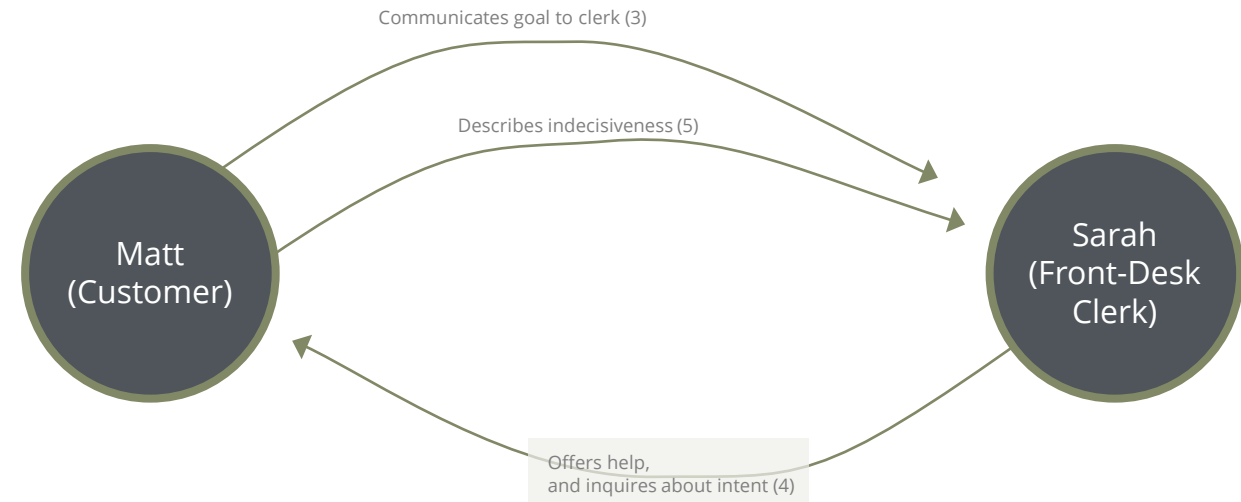 Communicates goal to clerk (3)
Describes indecisiveness (5)
Matt
(Customer)
Sarah
(Front-Desk
Clerk)
Offers help,
and inquires about intent (4)